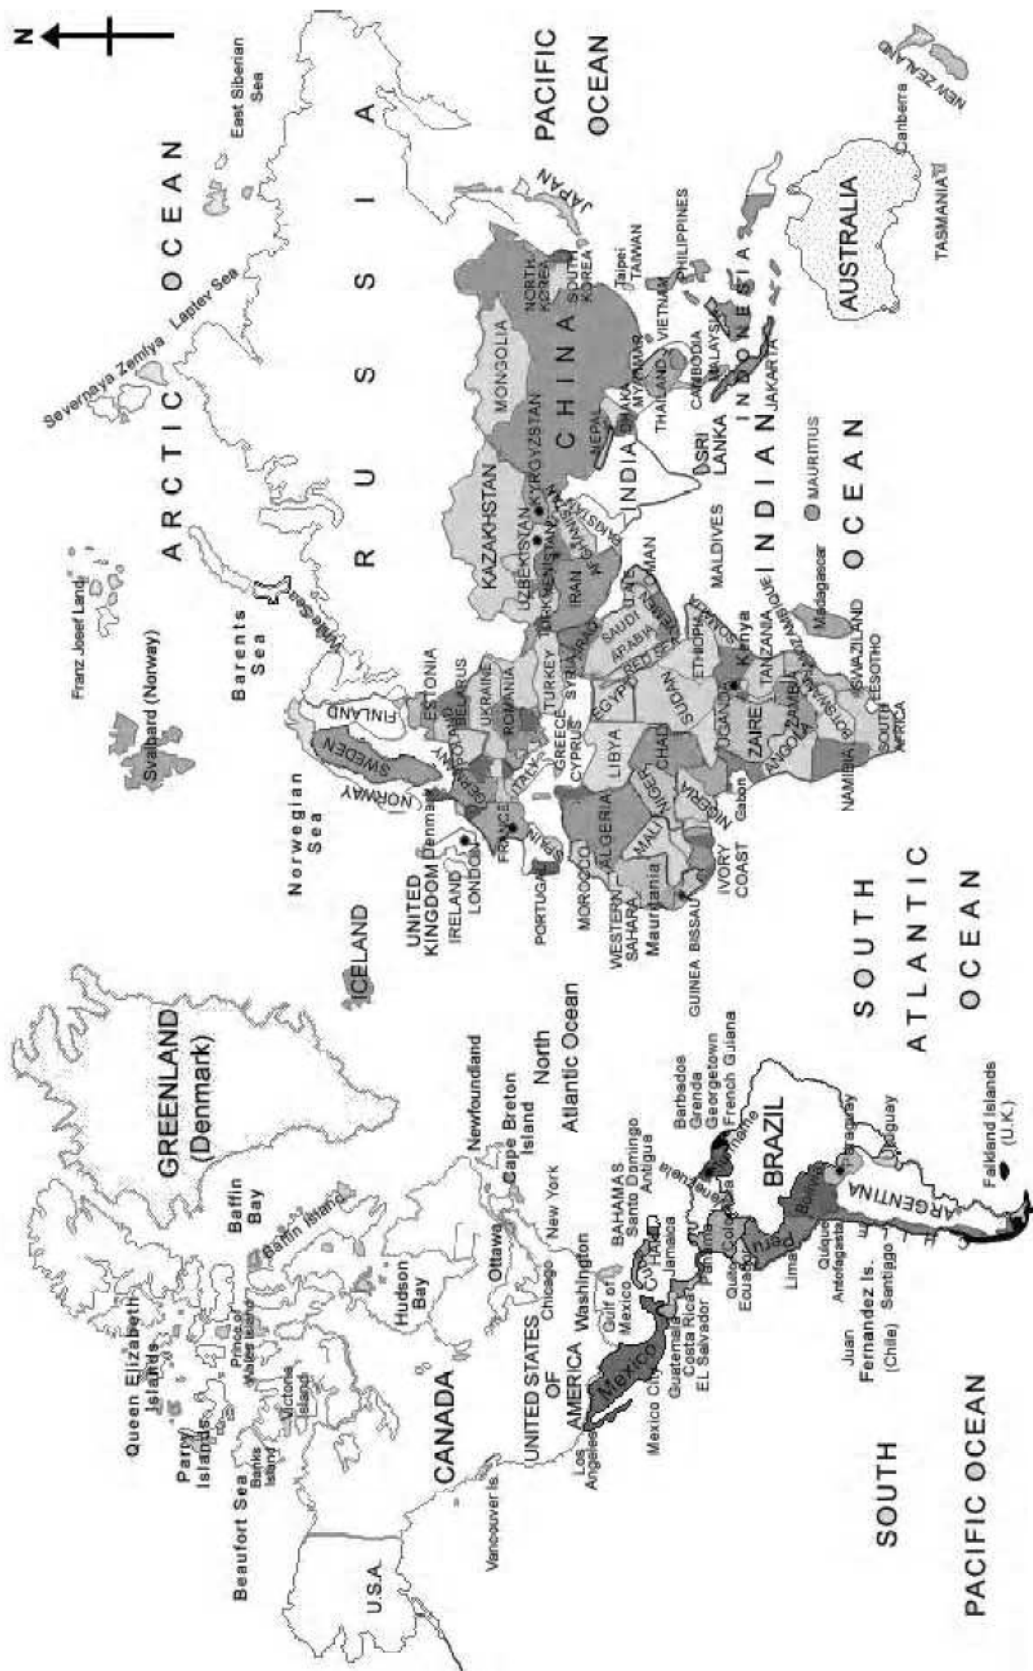 N
ARCTIC OCEAN
East Siberian
Sea
Laptev Sea
Severnaya Zemlya
Franz Josef Land
Svalbard (Norway)
Barents
Sea
White Sea
Norwegian
Sea
RUSSIA
PACIFIC
OCEAN
GREENLAND
(Denmark)
ICELAND
Baffin
Bay
Baffin Island
Queen Elizabeth
Islands
Parry
Islands
Prince of
Wales Island
Victoria
Island
Banks
Island
Beaufort Sea
U.S.A.
CANADA
Hudson
Bay
Vancouver Is.
Ottawa
Newfoundland
Cape Breton
Island
North
Atlantic Ocean
UNITED STATES
OF
AMERICA
Chicago
New York
Washington
Los
Angeles
Gulf of
Mexico
Mexico
Mexico City
BAHAMAS
Santo Domingo
Antigua
Jamaica
Guatemala
Costa Rica
EL Salvador
Panama
Barbados
Grenda
Georgetown
French Guiana
Suriname
Venezuela
Quito
Ecuador
Peru
Lima
BRAZIL
Bolivia
Quique
Antofagasta
Paraguay
Uruguay
ARGENTINA
CHILE
Santiago
Juan
Fernandez Is.
(Chile)
Falkland Islands
(U.K.)
SOUTH
PACIFIC OCEAN
SOUTH
ATLANTIC
OCEAN
NORWAY
SWEDEN
FINLAND
ESTONIA
BELARUS
POLAND
GERMANY
Denmark
UNITED
KINGDOM
IRELAND
LONDON
FRANCE
SPAIN
PORTUGAL
ITALY
UKRAINE
ROMANIA
GREECE
CYPRUS
TURKEY
SYRIA
IRAQ
IRAN
KAZAKHSTAN
UZBEKISTAN
TURKMENISTAN
KYRGYZSTAN
PAKISTAN
MONGOLIA
CHINA
NORTH
KOREA
SOUTH
KOREA
JAPAN
Taipei
TAIWAN
PHILIPPINES
NEPAL
DHAKA
MYANMAR
INDIA
THAILAND
VIETNAM
CAMBODIA
MALAYSIA
INDONESIA
JAKARTA
SRI
LANKA
MALDIVES
INDIAN
OCEAN
MAURITIUS
SAUDI
ARABIA
U.A.E.
OMAN
YEMEN
RED SEA
MOROCCO
WESTERN
SAHARA
Mauritania
ALGERIA
LIBYA
EGYPT
MALI
NIGER
CHAD
SUDAN
ETHIOPIA
SOMALIA
GUINEA BISSAU
IVORY
COAST
NIGERIA
Gabon
UGANDA
Kenya
ZAIRE
TANZANIA
ANGOLA
ZAMBIA
MOZAMBIQUE
Madagascar
NAMIBIA
BOTSWANA
SWAZILAND
LESOTHO
SOUTH
AFRICA
AUSTRALIA
Canberra
TASMANIA
NEW ZEALAND